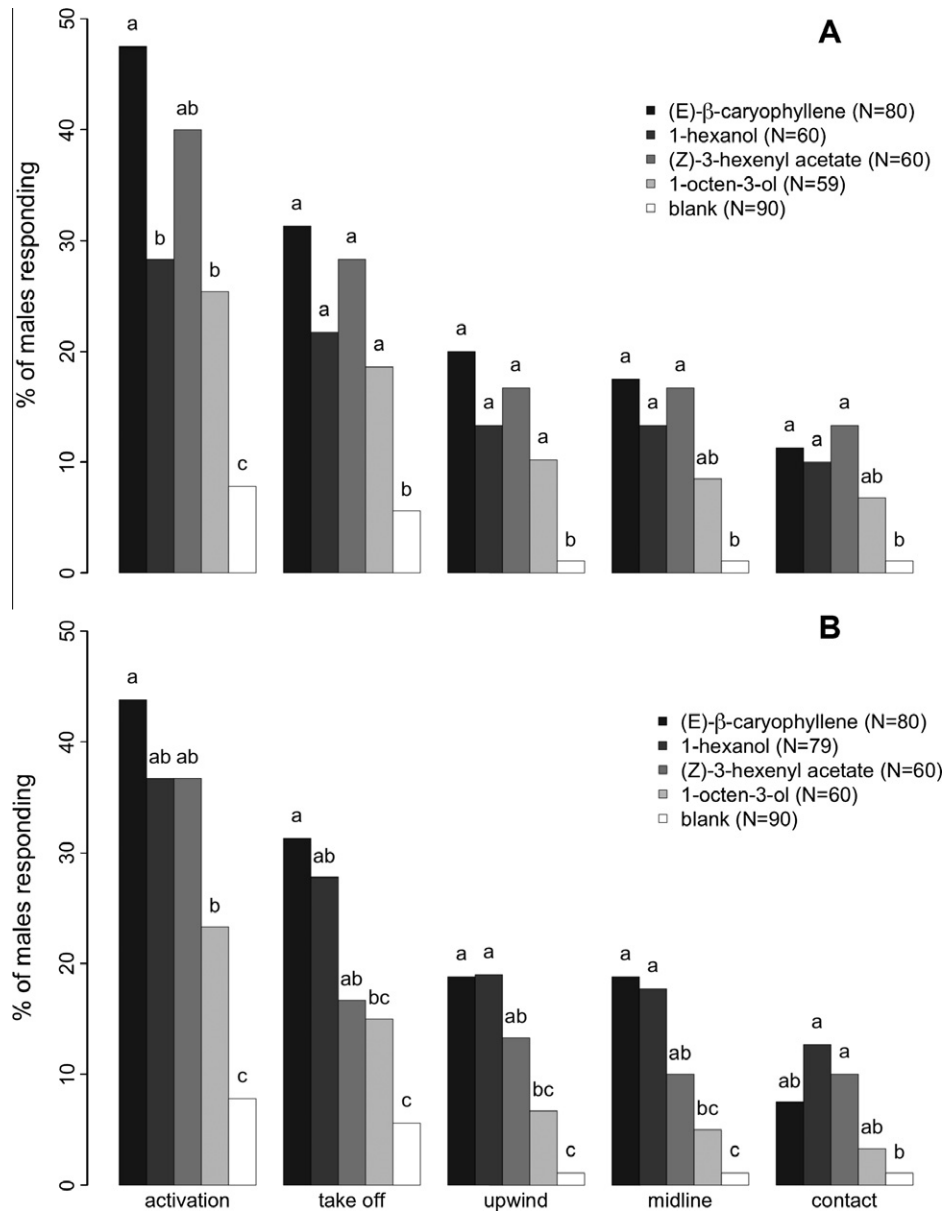 A
% of males responding
50
40
30
20
10
0
(E)-β-caryophyllene (N=80)
1-hexanol (N=60)
(Z)-3-hexenyl acetate (N=60)
1-octen-3-ol (N=59)
blank (N=90)
a b ab b c
a a a a b
a a a a b
a a a ab b
a a a ab b
B
% of males responding
50
40
30
20
10
0
(E)-β-caryophyllene (N=80)
1-hexanol (N=79)
(Z)-3-hexenyl acetate (N=60)
1-octen-3-ol (N=60)
blank (N=90)
a ab ab b c
a ab ab bc c
a a ab bc c
a a ab bc c
ab a a ab b
activation take off upwind midline contact